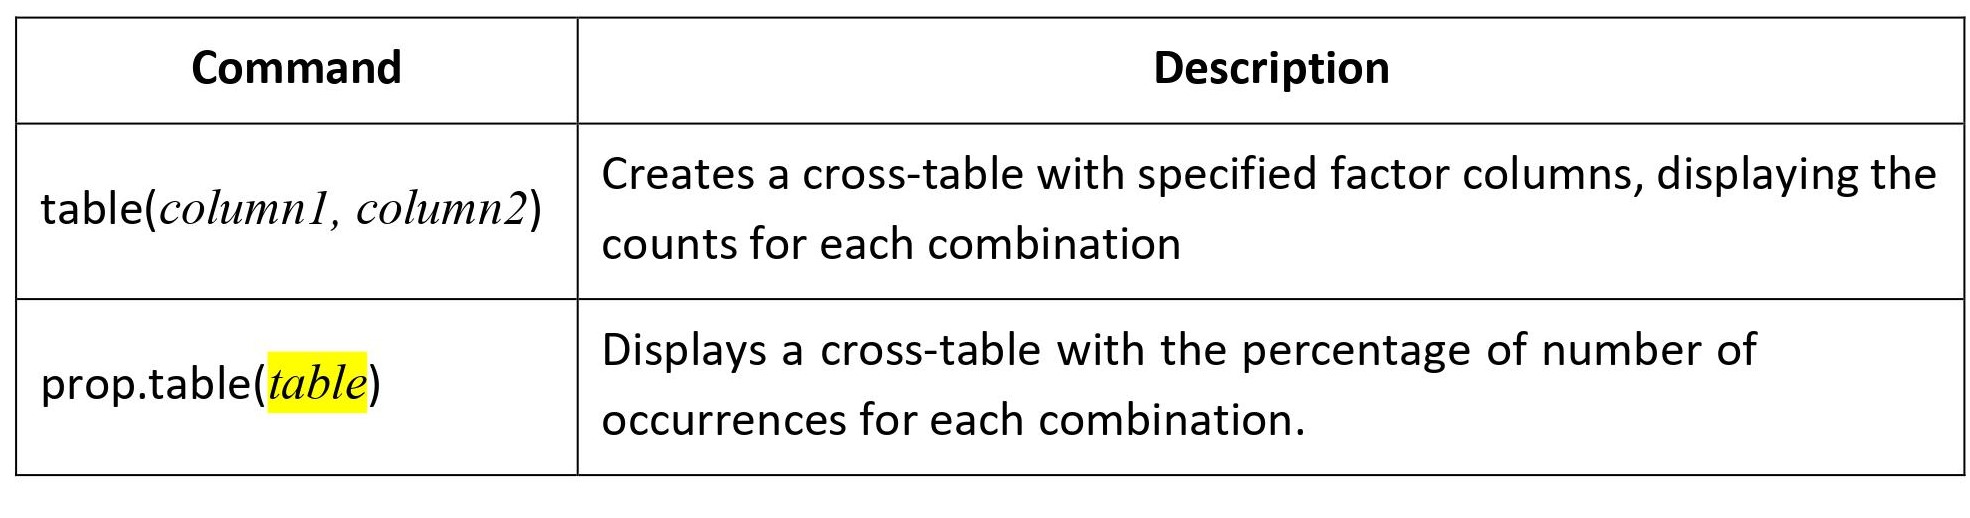 Command
Description
table(column1, column2)
Creates a cross-table with specified factor columns, displaying the
counts for each combination
prop.table(table)
Displays a cross-table with the percentage of number of
occurrences for each combination.